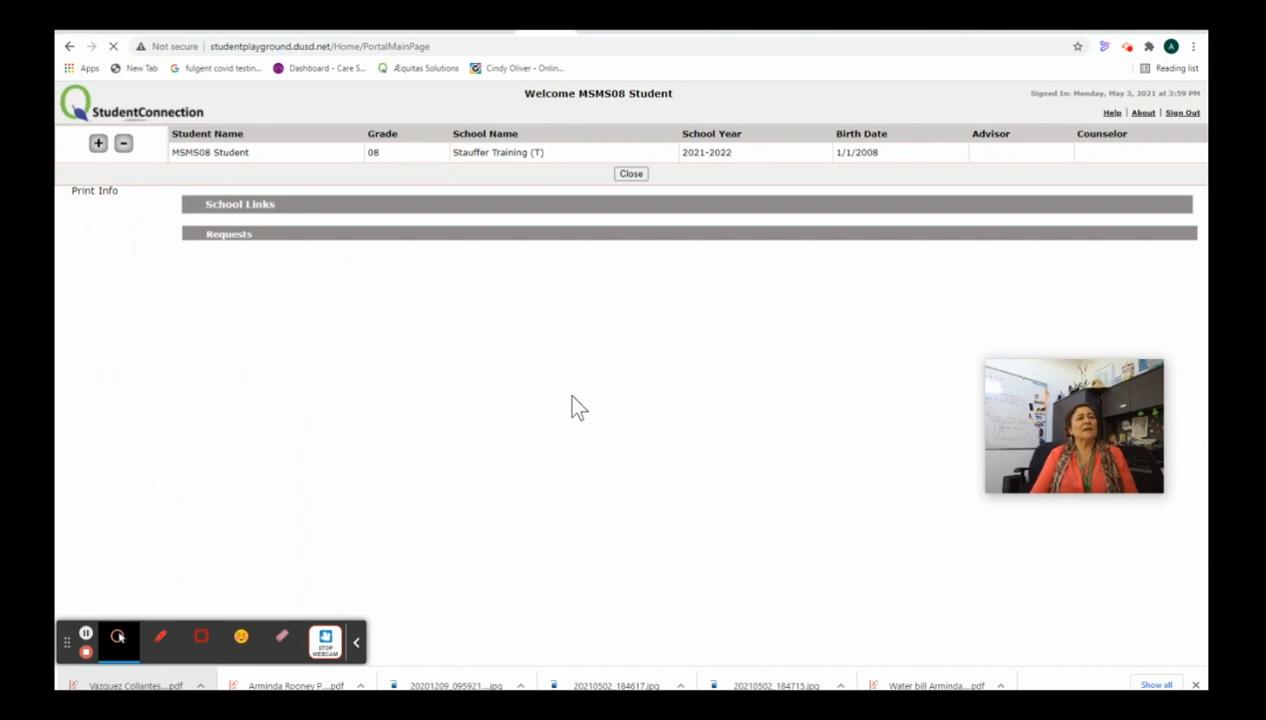 Not secure | studentplayground.dusd.net/Home/PortalMainPage
A
Apps New Tab fulgent covid testin... Dashboard - Care S... Æquitas Solutions Cindy Oliver - Onlin... Reading list
StudentConnection
Welcome MSMS08 Student
Signed In: Monday, May 3, 2021 at 3:59 PM
Help | About | Sign Out
Student Name Grade School Name School Year Birth Date Advisor Counselor
MSMS08 Student 08 Stauffer Training (T) 2021-2022 1/1/2008
Close
Print Info
School Links
Requests
STOP
WEBCAM
Vazquez Collantes....pdf Arminda Rooney P....pdf 20201209_095921....jpg 20210502_184617.jpg 20210502_184715.jpg Water bill Arminda....pdf Show all